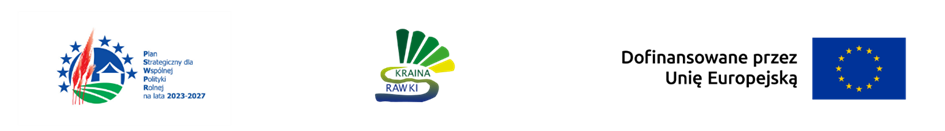 Plan
Strategiczny dla
Wspólnej
Polityki
Rolnej
na lata 2023-2027
KRAINA
RAWKI
Dofinansowane przez
Unię Europejską